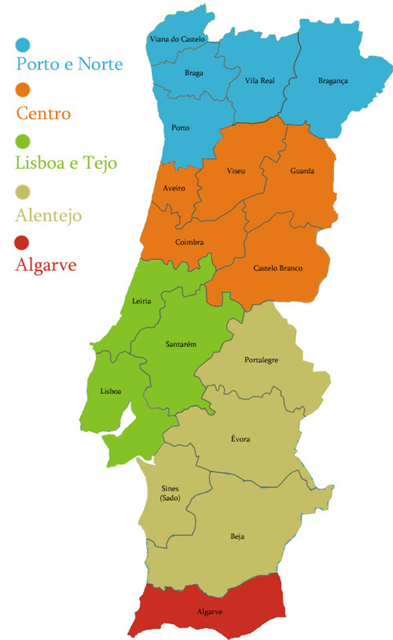 Porto e Norte
Centro
Lisboa e Tejo
Alentejo
Algarve
Viana do Castelo
Braga
Vila Real
Bragança
Porto
Viseu
Guarda
Aveiro
Coimbra
Castelo Branco
Leiria
Santarém
Portalegre
Lisboa
Évora
Sines
(Sado)
Beja
Algarve